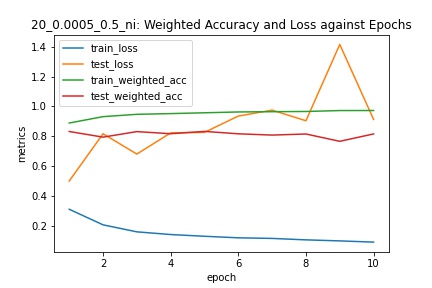 20_0.0005_0.5_ni: Weighted Accuracy and Loss against Epochs
train_loss
test_loss
train_weighted_acc
test_weighted_acc
1.4
1.2
1.0
0.8
0.6
0.4
0.2
metrics
2 4 6 8 10
epoch